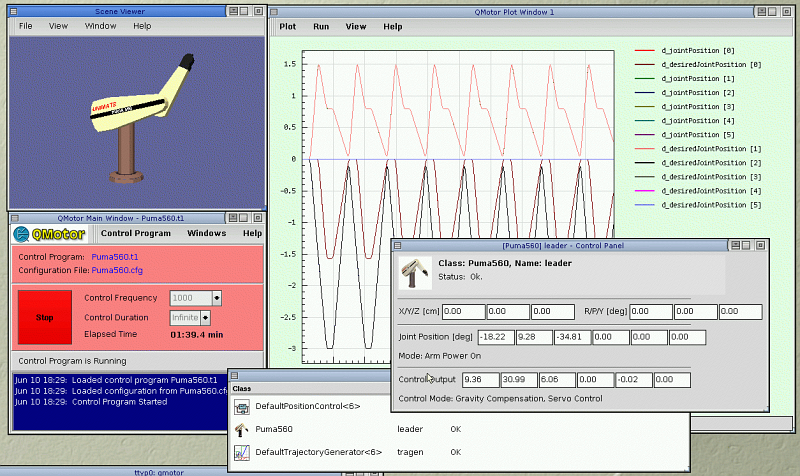 Scene Viewer
File View Window Help
UNIMATE
QMotor Plot Window 1
Plot Run View Help
1.5
1
0.5
0
-0.5
-1
-1.5
-2
-2.5
-3
d_jointPosition [0]
d_desiredJointPosition [0]
d_jointPosition [1]
d_jointPosition [2]
d_jointPosition [3]
d_jointPosition [4]
d_jointPosition [5]
d_desiredJointPosition [1]
d_desiredJointPosition [2]
d_desiredJointPosition [3]
d_desiredJointPosition [4]
d_desiredJointPosition [5]
QMotor Main Window - Puma560.t1
QMotor Control Program Windows Help
Control Program: Puma560.t1
Configuration File: Puma560.cfg
Stop
Control Frequency 1000
Control Duration Infinite
Elapsed Time 01:39.4 min
Control Program is Running
Jun 10 18:29: Loaded control program Puma560.t1
Jun 10 18:29: Loaded configuration from Puma560.cf
Jun 10 18:29: Control Program Started
[Puma560] leader - Control Panel
Class: Puma560, Name: leader
Status: Ok.
X/Y/Z [cm] 0.00 0.00 0.00 R/P/Y [deg] 0.00 0.00 0.00
Joint Position [deg] -18.22 9.28 -34.81 0.00 0.00 0.00
Mode: Arm Power On
Control Output 9.36 30.99 6.06 0.00 -0.02 0.00
Control Mode: Gravity Compensation, Servo Control
Class
DefaultPositionControl<6>
Puma560 leader OK
DefaultTrajectoryGenerator<6> tragen OK
ttyp0: qmotor